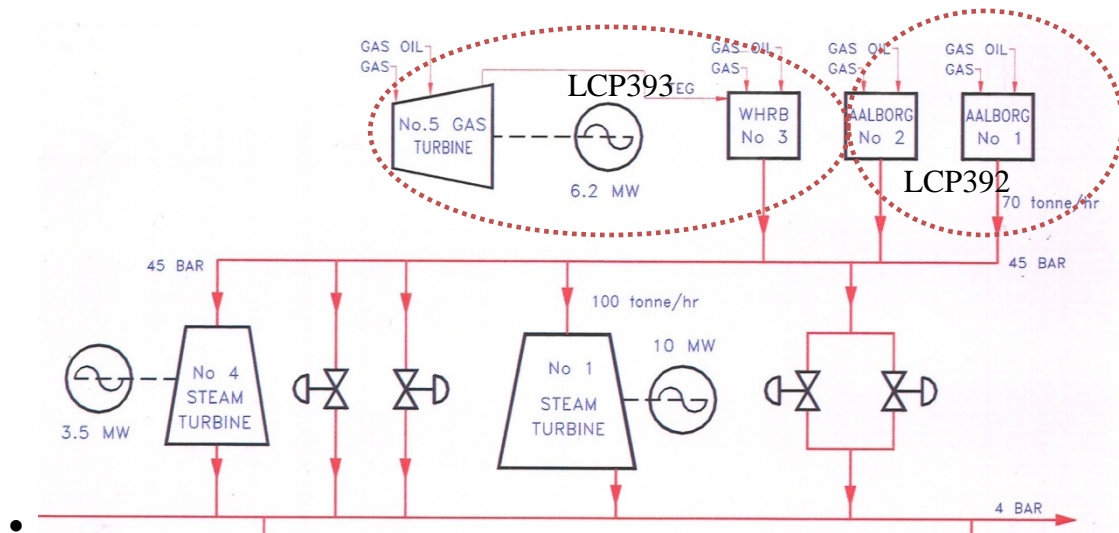 GAS OIL
GAS
No.5 GAS
TURBINE
LCP393
6.2 MW
TEG
GAS OIL
GAS
WHRB
No 3
GAS OIL
GAS
AALBORG
No 2
GAS OIL
GAS
AALBORG
No 1
LCP392
70 tonne/hr
45 BAR
45 BAR
100 tonne/hr
No 4
STEAM
TURBINE
3.5 MW
No 1
STEAM
TURBINE
10 MW
4 BAR